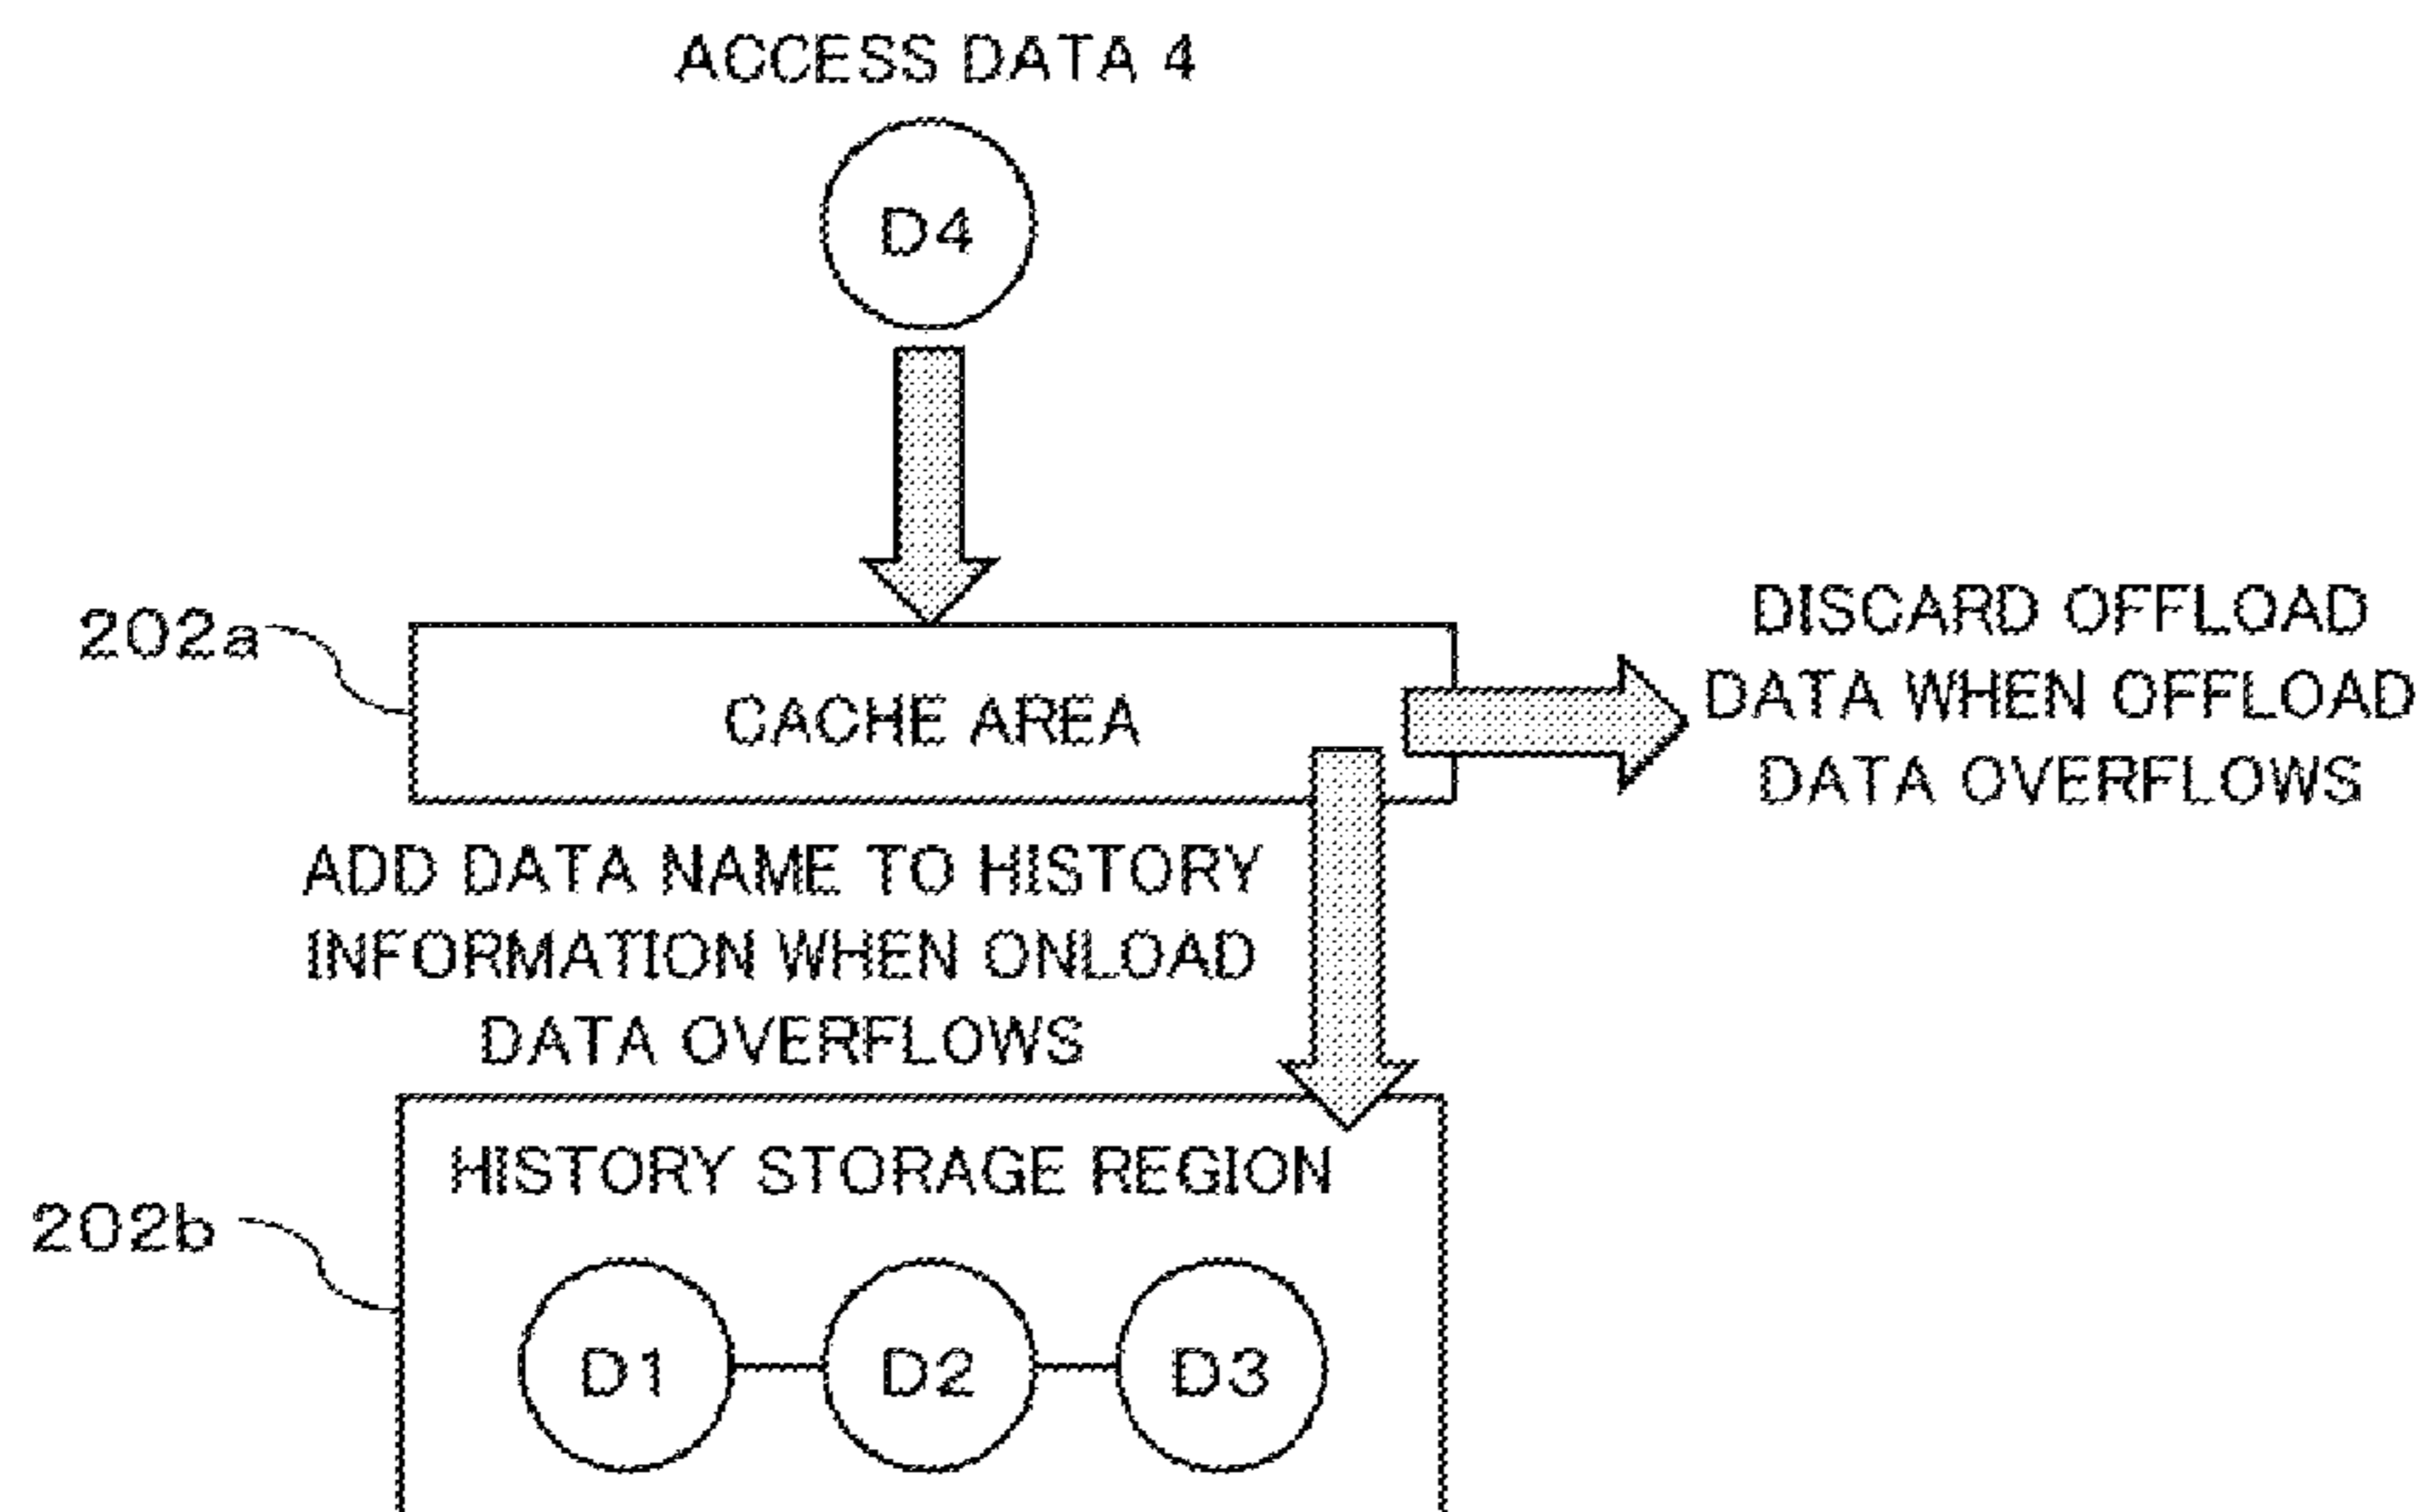 ACCESS DATA 4
D4
202a
CACHE AREA
DISCARD OFFLOAD
DATA WHEN OFFLOAD
DATA OVERFLOWS
ADD DATA NAME TO HISTORY
INFORMATION WHEN ONLOAD
DATA OVERFLOWS
HISTORY STORAGE REGION
202b
D1 D2 D3